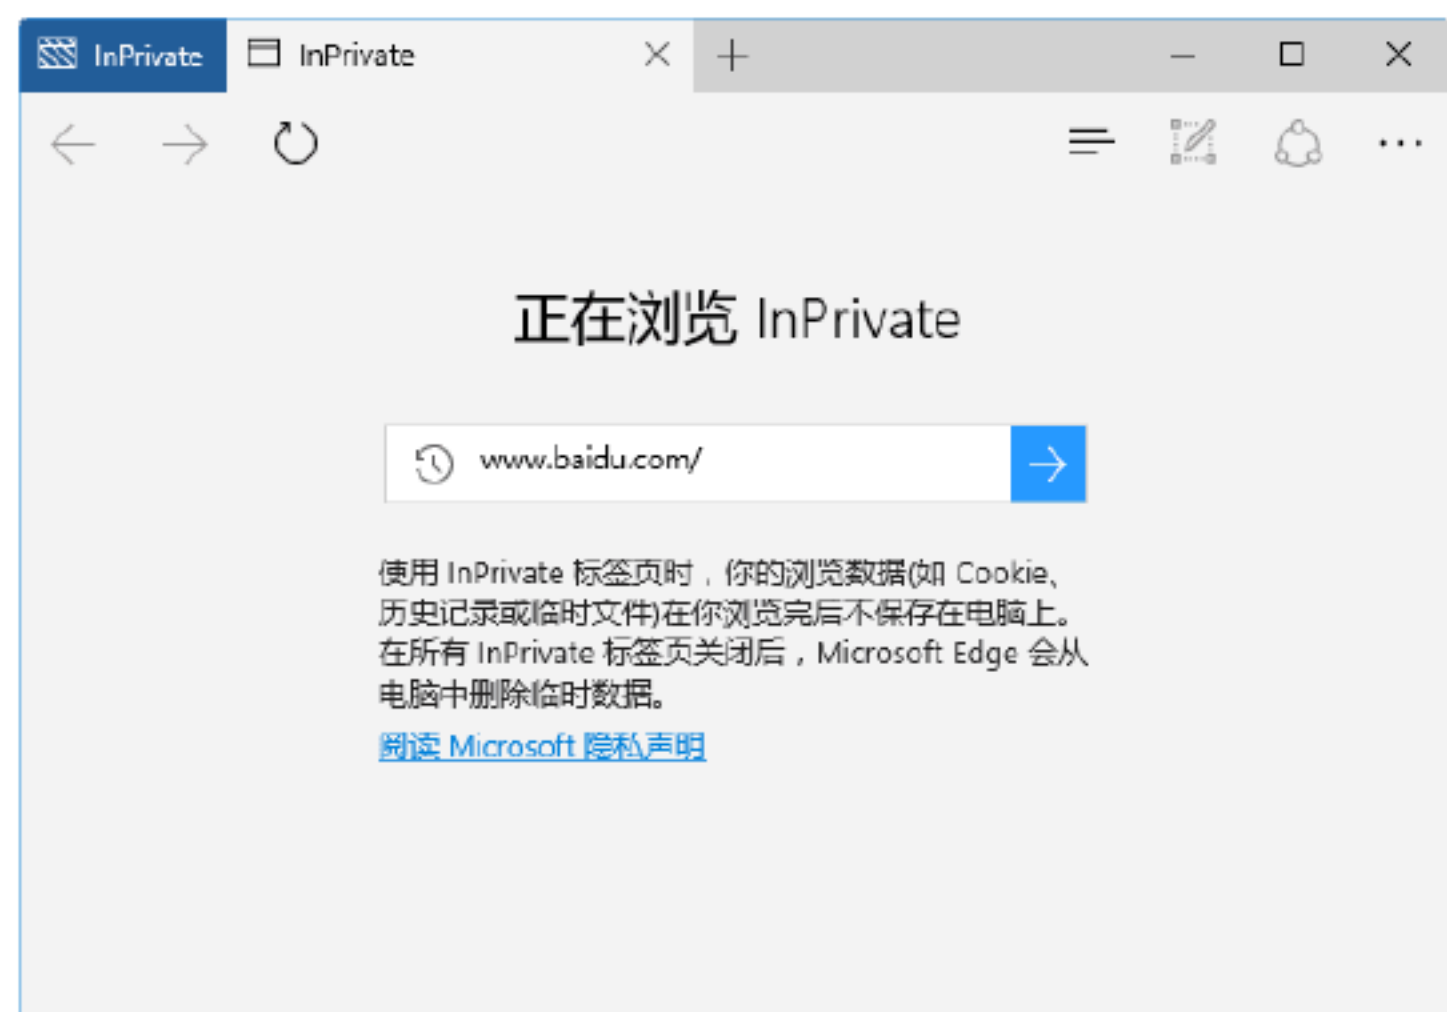 InPrivate InPrivate
正在浏览 InPrivate
www.baidu.com/
使用 InPrivate 标签页时，你的浏览数据(如 Cookie、
历史记录或临时文件)在你浏览完后不保存在电脑上。
在所有 InPrivate 标签页关闭后，Microsoft Edge 会从
电脑中删除临时数据。
阅读 Microsoft 隐私声明